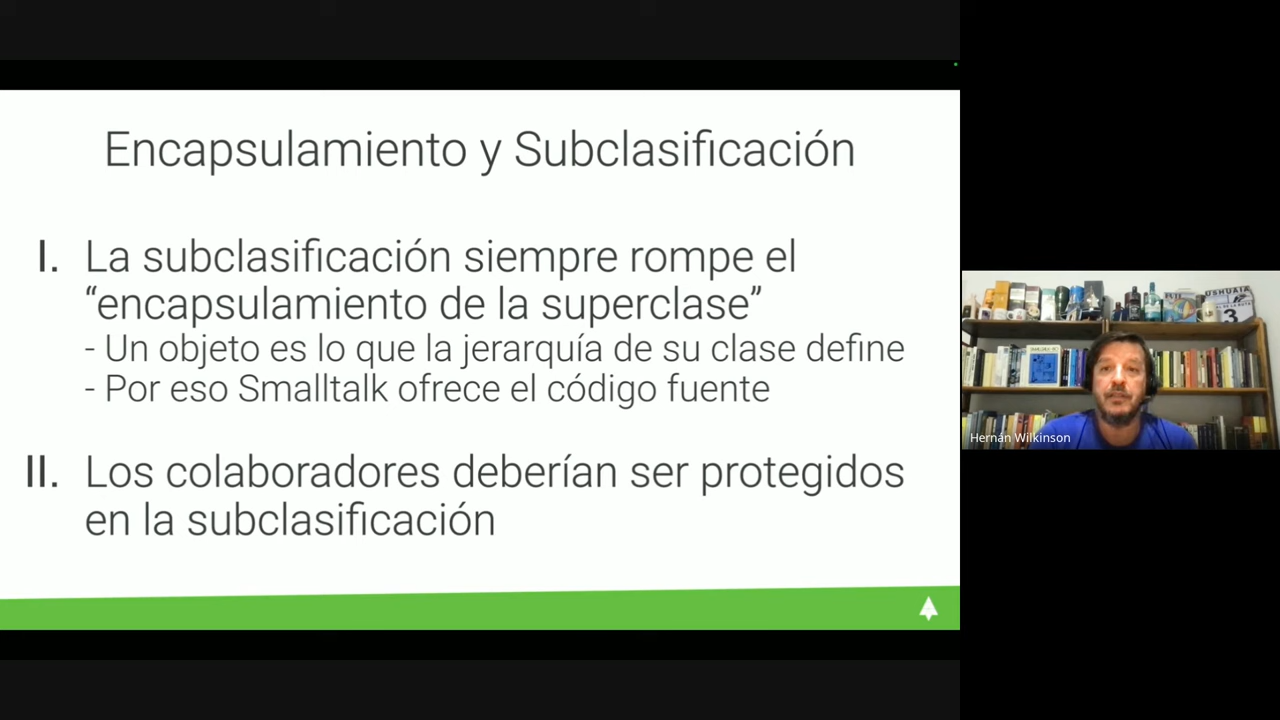 Encapsulamiento y Subclasificación
I. La subclasificación siempre rompe el
“encapsulamiento de la superclase”
- Un objeto es lo que la jerarquía de su clase define
- Por eso Smalltalk ofrece el código fuente
II. Los colaboradores deberían ser protegidos
en la subclasificación
USHUAIA
3
Hernán Wilkinson